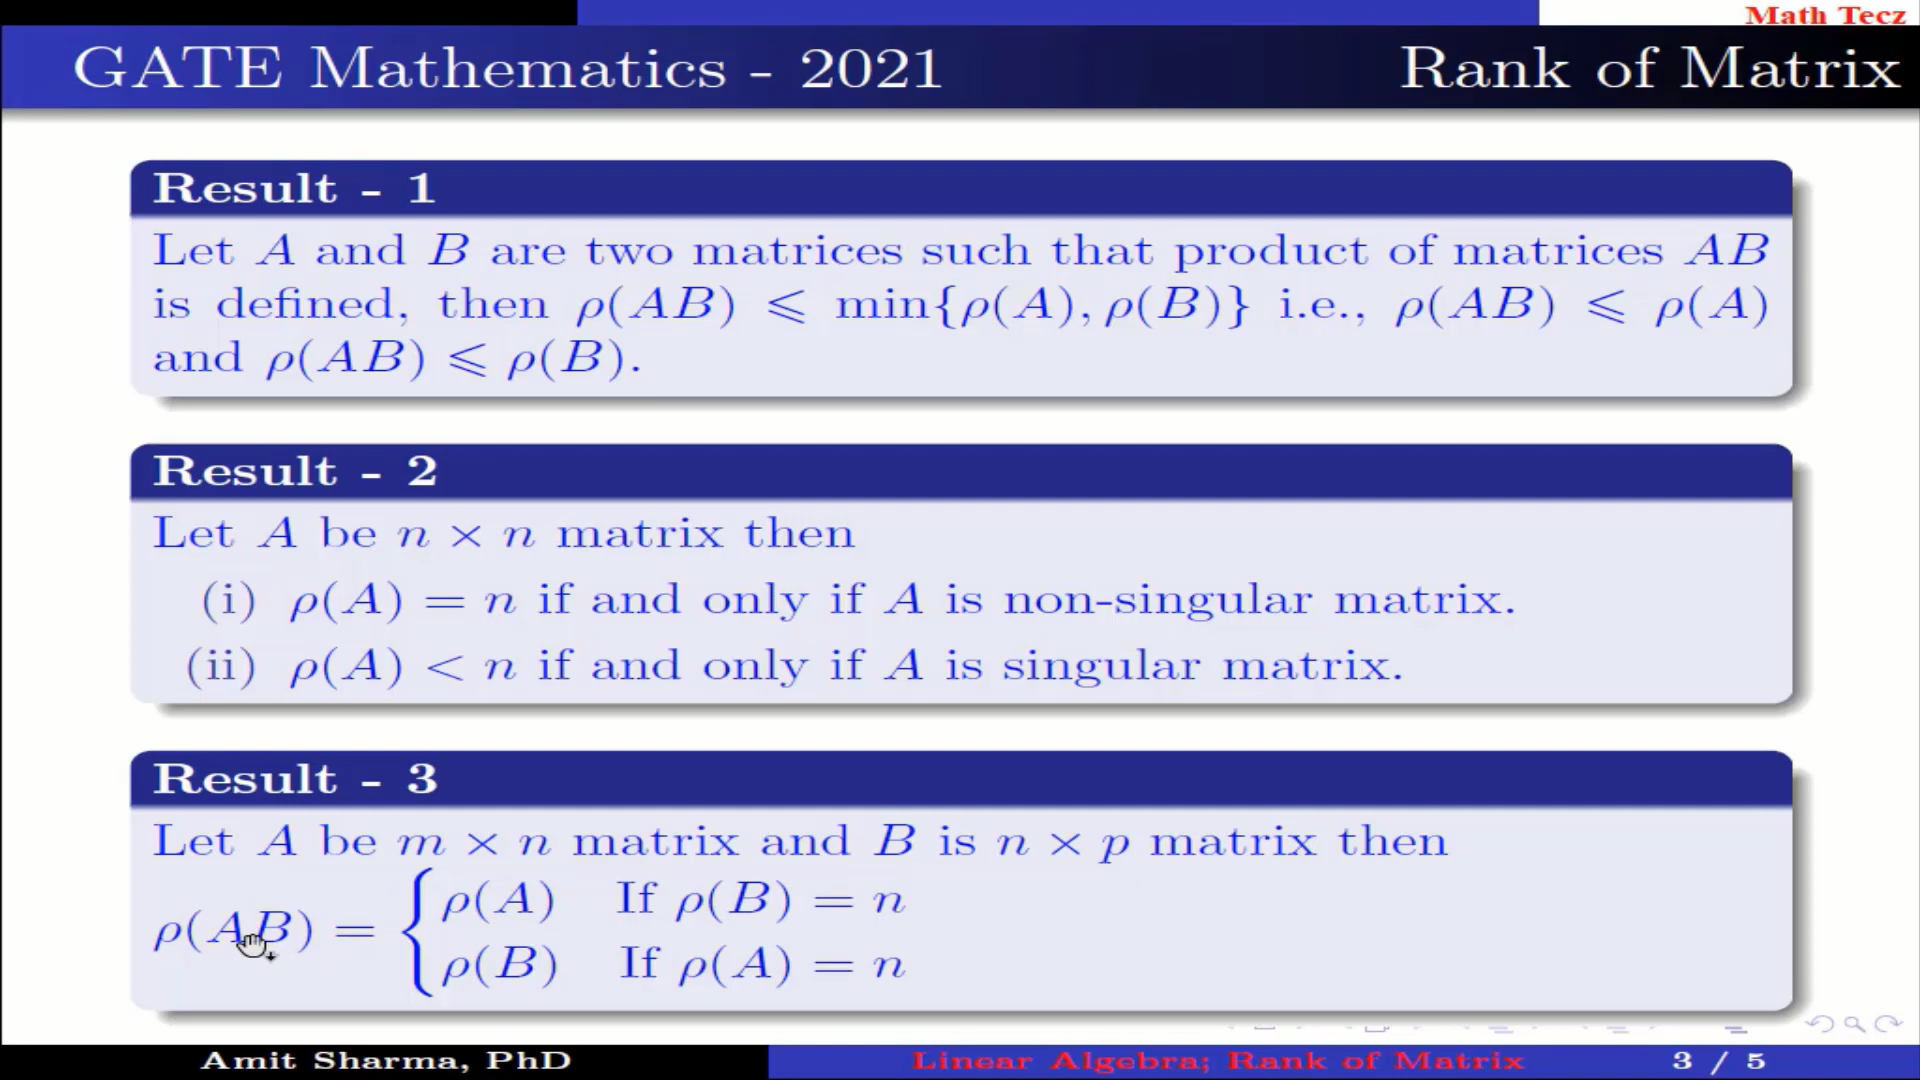 Math Tecz
GATE Mathematics - 2021 Rank of Matrix
Result - 1
Let A and B are two matrices such that product of matrices AB
is defined, then ρ(AB) ⩽ min{ρ(A), ρ(B)} i.e., ρ(AB) ⩽ ρ(A)
and ρ(AB) ⩽ ρ(B).
Result - 2
Let A be n × n matrix then
(i) ρ(A) = n if and only if A is non-singular matrix.
(ii) ρ(A) < n if and only if A is singular matrix.
Result - 3
Let A be m × n matrix and B is n × p matrix then
ρ(AB) = { ρ(A) If ρ(B) = n
ρ(B) If ρ(A) = n
Amit Sharma, PhD Linear Algebra; Rank of Matrix 3 / 5